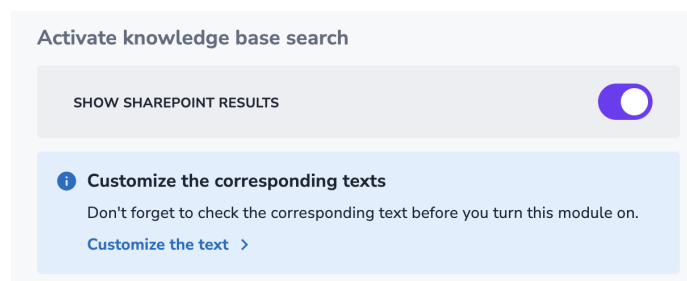 Activate knowledge base search
SHOW SHAREPOINT RESULTS
Customize the corresponding texts
Don't forget to check the corresponding text before you turn this module on.
Customize the text